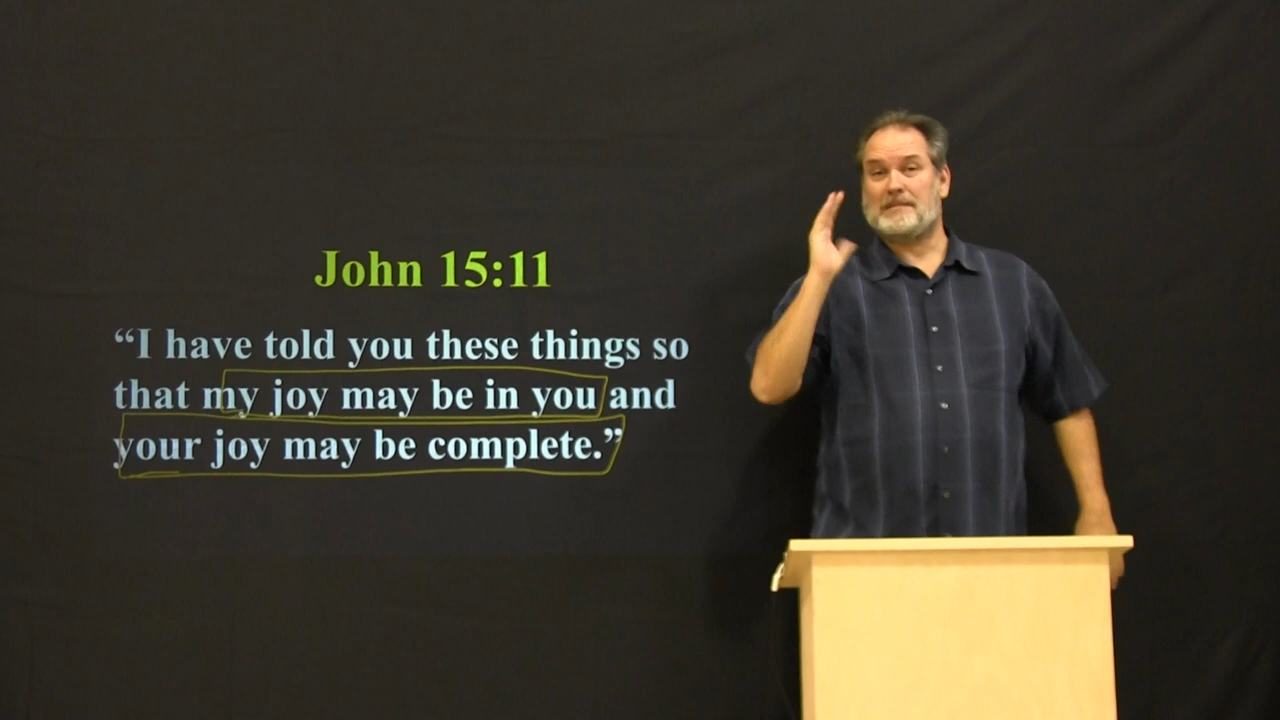 John 15:11
“I have told you these things so
that my joy may be in you and
your joy may be complete.”